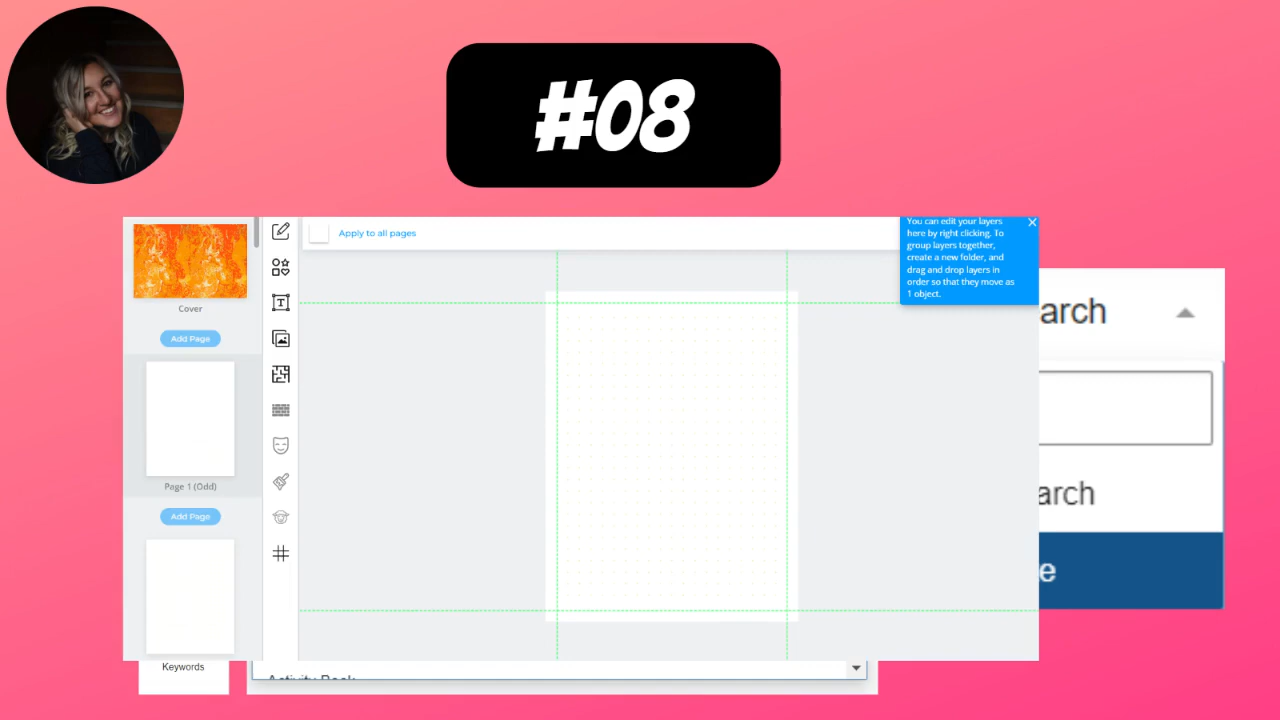 #08
Apply to all pages
You can edit your layers
here by right clicking. To
group layers together,
create a new folder, and
drag and drop layers in
order so that they move as
1 object.
Cover
Add Page
Page 1 (Odd)
Add Page
arch
arch
e
Keywords
Activity Book